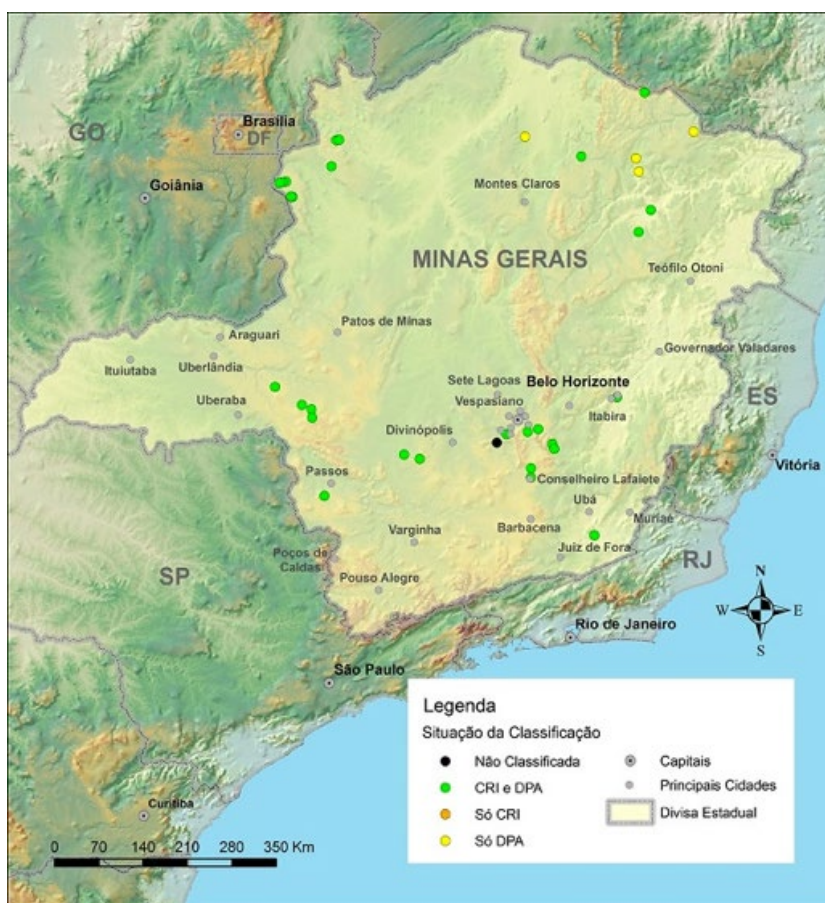 Brasília
GO
DF
Goiânia
Montes Claros
MINAS GERAIS
Teófilo Otoni
Patos de Minas
Araguari
Ituiutaba
Uberlândia
Governador Valadares
Sete Lagoas
Belo Horizonte
Vespasiano
Itabira
ES
Uberaba
Divinópolis
Vitória
Passos
Conselheiro Lafaiete
Ubá
Barbacena
Muriaé
Varginha
Juiz de Fora
Poços de
Caldas
RJ
SP
Pouso Alegre
N
W
E
S
Rio de Janeiro
São Paulo
Curitiba
0 70 140 210 280 350 Km
Legenda
Situação da Classificação
Não Classificada
CRI e DPA
Só CRI
Só DPA
Capitais
Principais Cidades
Divisa Estadual